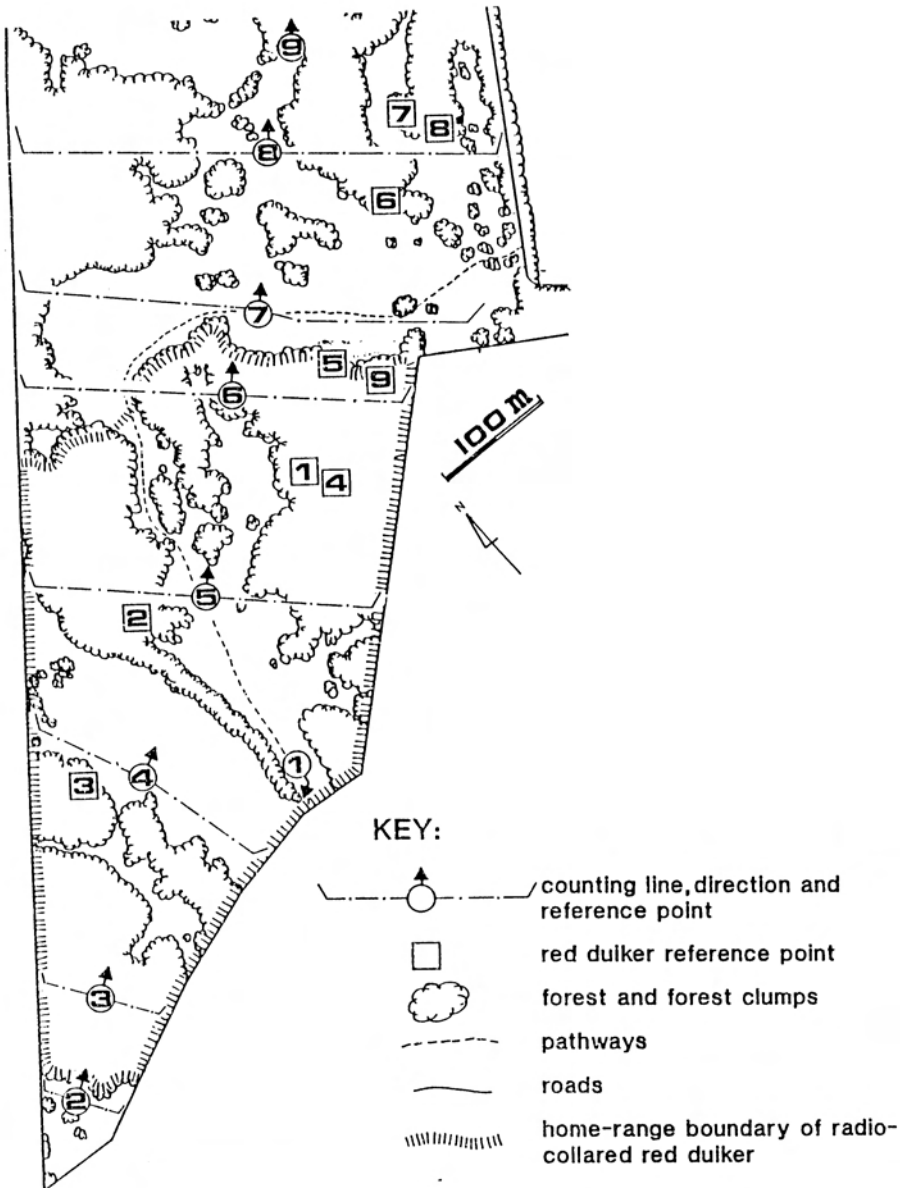 9
7
8
8
6
7
5
6
9
100 m
1
4
N
5
2
1
4
3
KEY:
counting line, direction and
reference point
red duiker reference point
3
forest and forest clumps
pathways
roads
2
home-range boundary of radio-
collared red duiker